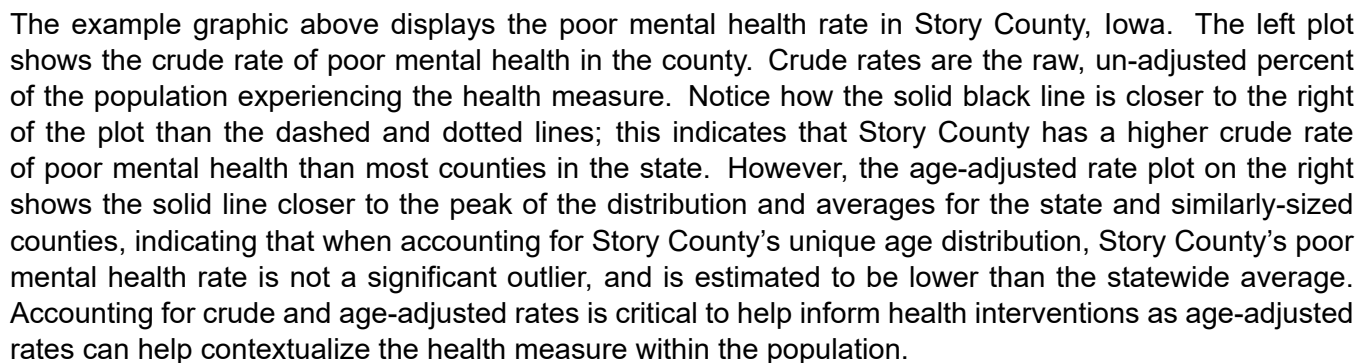 The example graphic above displays the poor mental health rate in Story County, Iowa. The left plot
shows the crude rate of poor mental health in the county. Crude rates are the raw, un-adjusted percent
of the population experiencing the health measure. Notice how the solid black line is closer to the right
of the plot than the dashed and dotted lines; this indicates that Story County has a higher crude rate
of poor mental health than most counties in the state. However, the age-adjusted rate plot on the right
shows the solid line closer to the peak of the distribution and averages for the state and similarly-sized
counties, indicating that when accounting for Story County's unique age distribution, Story County's poor
mental health rate is not a significant outlier, and is estimated to be lower than the statewide average.
Accounting for crude and age-adjusted rates is critical to help inform health interventions as age-adjusted
rates can help contextualize the health measure within the population.